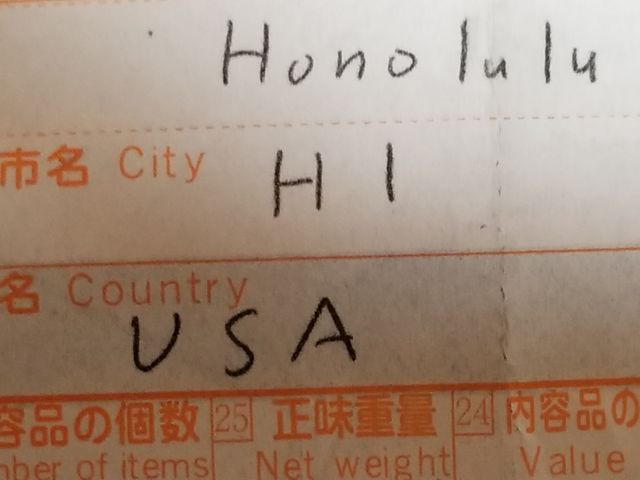 Honolulu
市名 City HI
名 Country
USA
容品の個数 25 正味重量 24 内容品の
nber of items Net weight Value